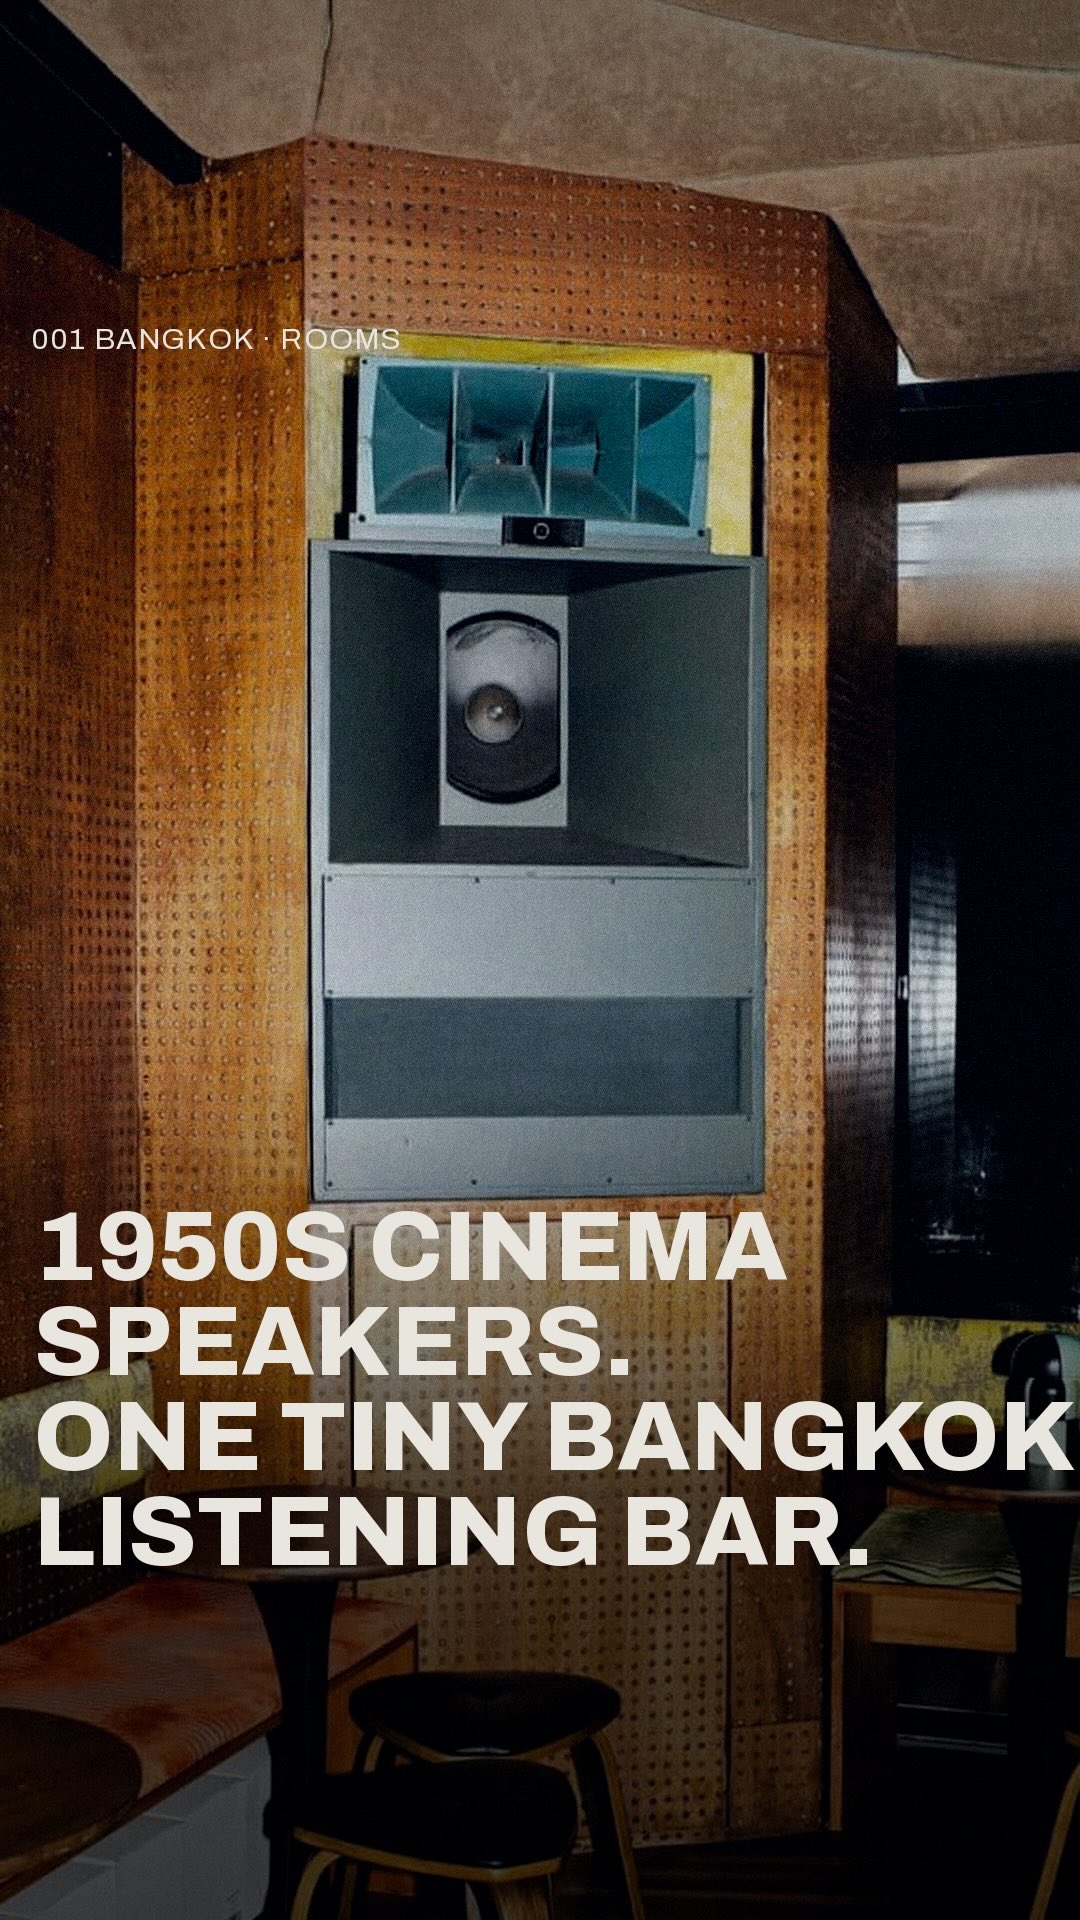 001 BANGKOK · ROOMS
1950S CINEMA
SPEAKERS.
ONE TINY BANGKOK
LISTENING BAR.